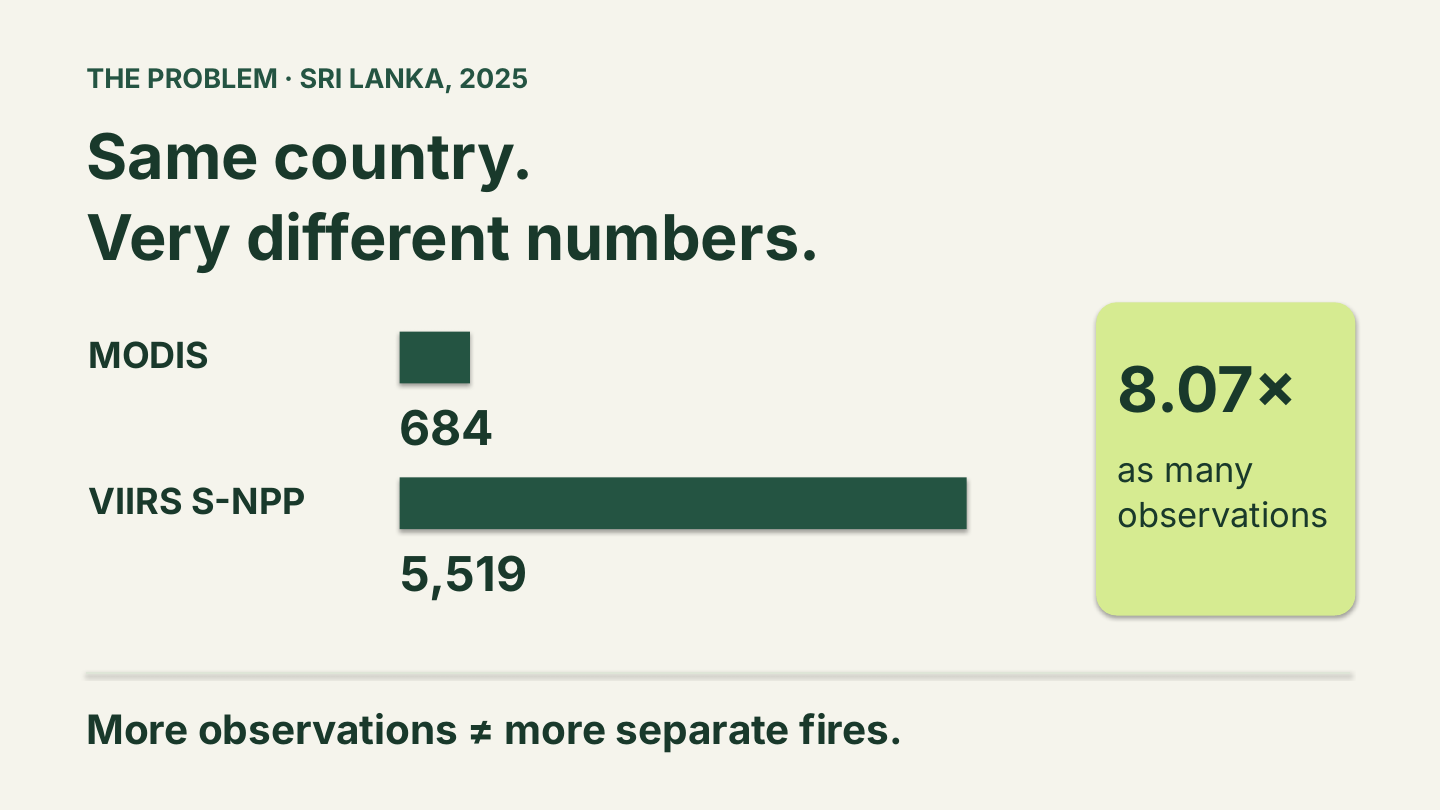 THE PROBLEM · SRI LANKA, 2025
Same country.
Very different numbers.
MODIS
684
VIIRS S-NPP
5,519
8.07×
as many
observations
More observations ≠ more separate fires.